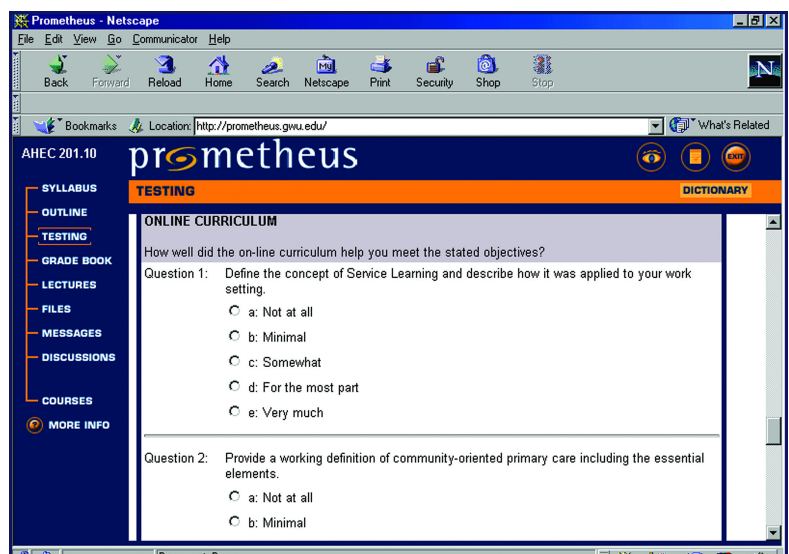 Prometheus - Netscape
File Edit View Go Communicator Help
Back Forward Reload Home Search My Netscape Print Security Shop Stop N
Bookmarks Location: http://prometheus.gwu.edu/ What's Related
AHEC 201.10 prometheus EXIT
TESTING DICTIONARY
SYLLABUS
OUTLINE
TESTING
GRADE BOOK
LECTURES
FILES
MESSAGES
DISCUSSIONS
COURSES
? MORE INFO
ONLINE CURRICULUM
How well did the on-line curriculum help you meet the stated objectives?
Question 1: Define the concept of Service Learning and describe how it was applied to your work
setting.
a: Not at all
b: Minimal
c: Somewhat
d: For the most part
e: Very much
Question 2: Provide a working definition of community-oriented primary care including the essential
elements.
a: Not at all
b: Minimal